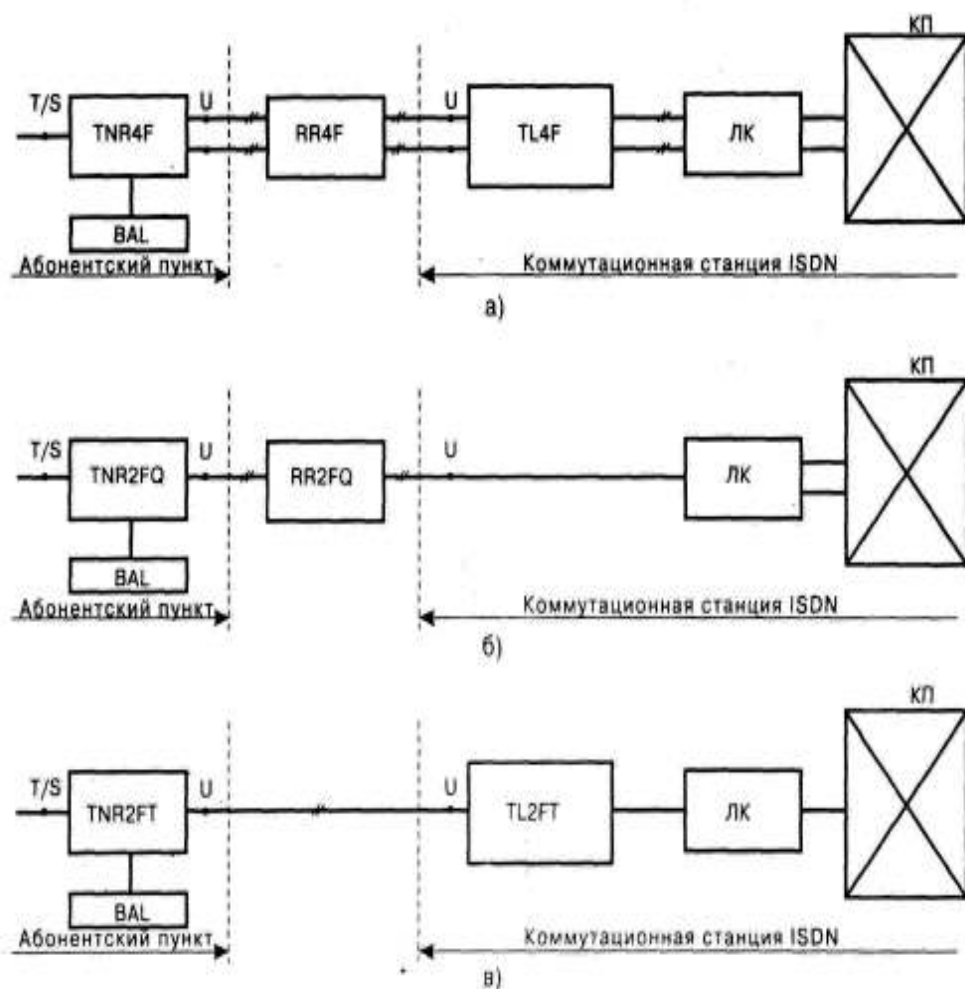 КП
T/S
TNR4F
U
RR4F
U
TL4F
ЛК
BAL
Абонентский пункт
Коммутационная станция ISDN
а)
КП
T/S
TNR2FQ
U
RR2FQ
U
ЛК
BAL
Абонентский пункт
Коммутационная станция ISDN
б)
КП
T/S
TNR2FT
U
U
TL2FT
ЛК
BAL
Абонентский пункт
Коммутационная станция ISDN
в)